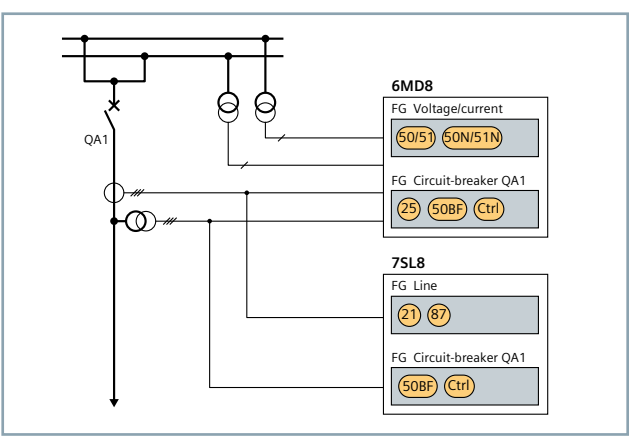 QA1
6MD8
FG Voltage/current
50/51 50N/51N
FG Circuit-breaker QA1
25 50BF Ctrl
7SL8
FG Line
21 87
FG Circuit-breaker QA1
50BF Ctrl